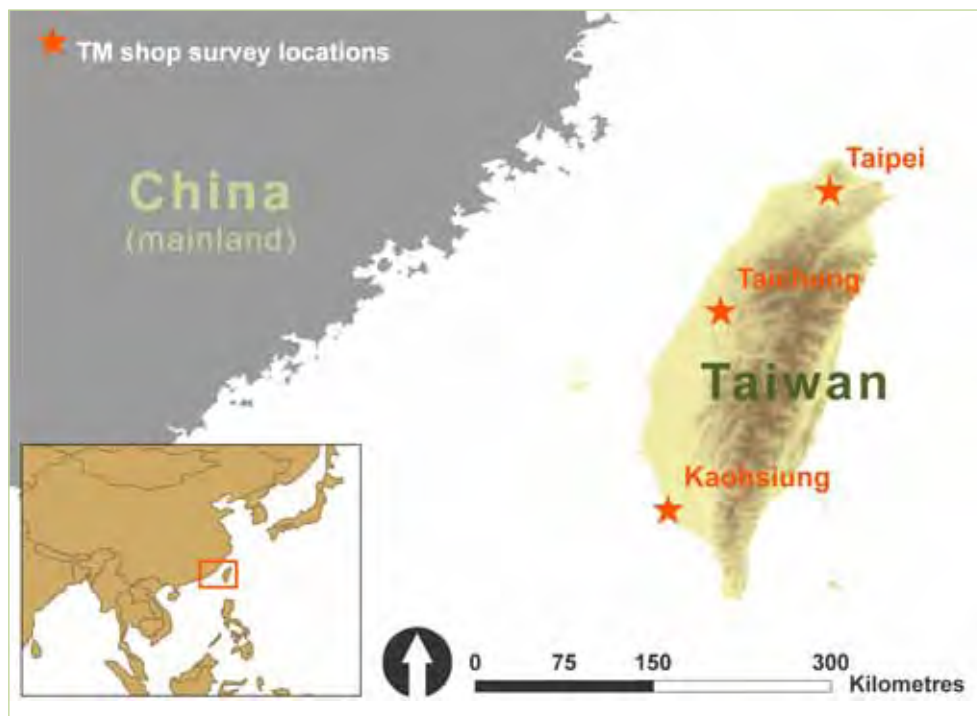 TM shop survey locations
China
(mainland)
Taipei
Taichung
Taiwan
Kaohsiung
0 75 150 300
Kilometres